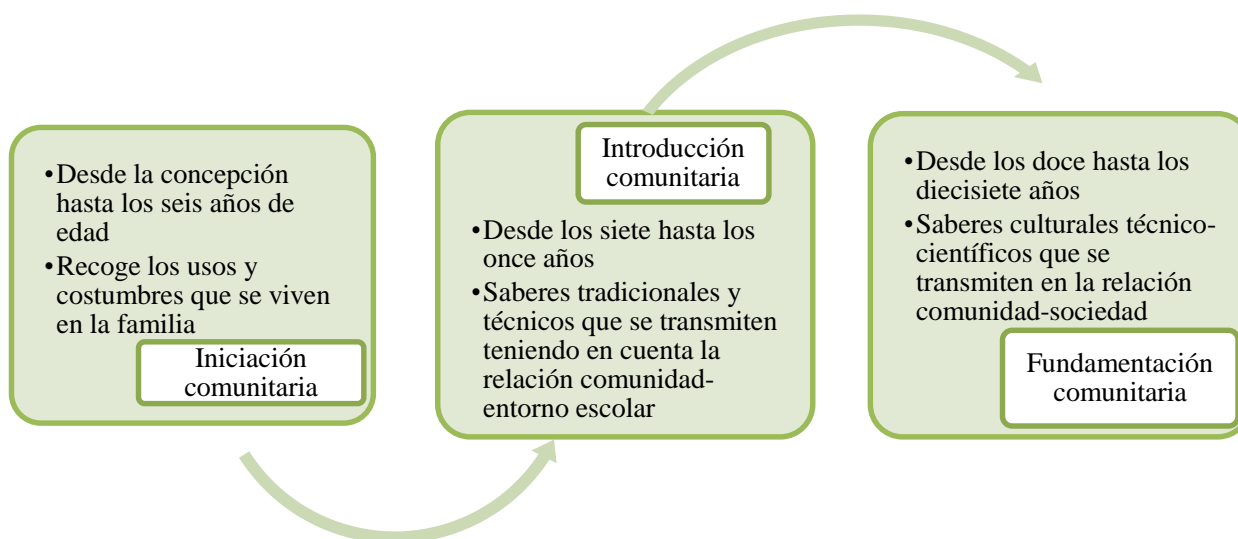 •Desde la concepción
hasta los seis años de
edad
•Recoge los usos y
costumbres que se viven
en la familia
Iniciación
comunitaria
Introducción
comunitaria
•Desde los siete hasta los
once años
•Saberes tradicionales y
técnicos que se transmiten
teniendo en cuenta la
relación comunidad-
entorno escolar
•Desde los doce hasta los
diecisiete años
•Saberes culturales técnico-
científicos que se
transmiten en la relación
comunidad-sociedad
Fundamentación
comunitaria